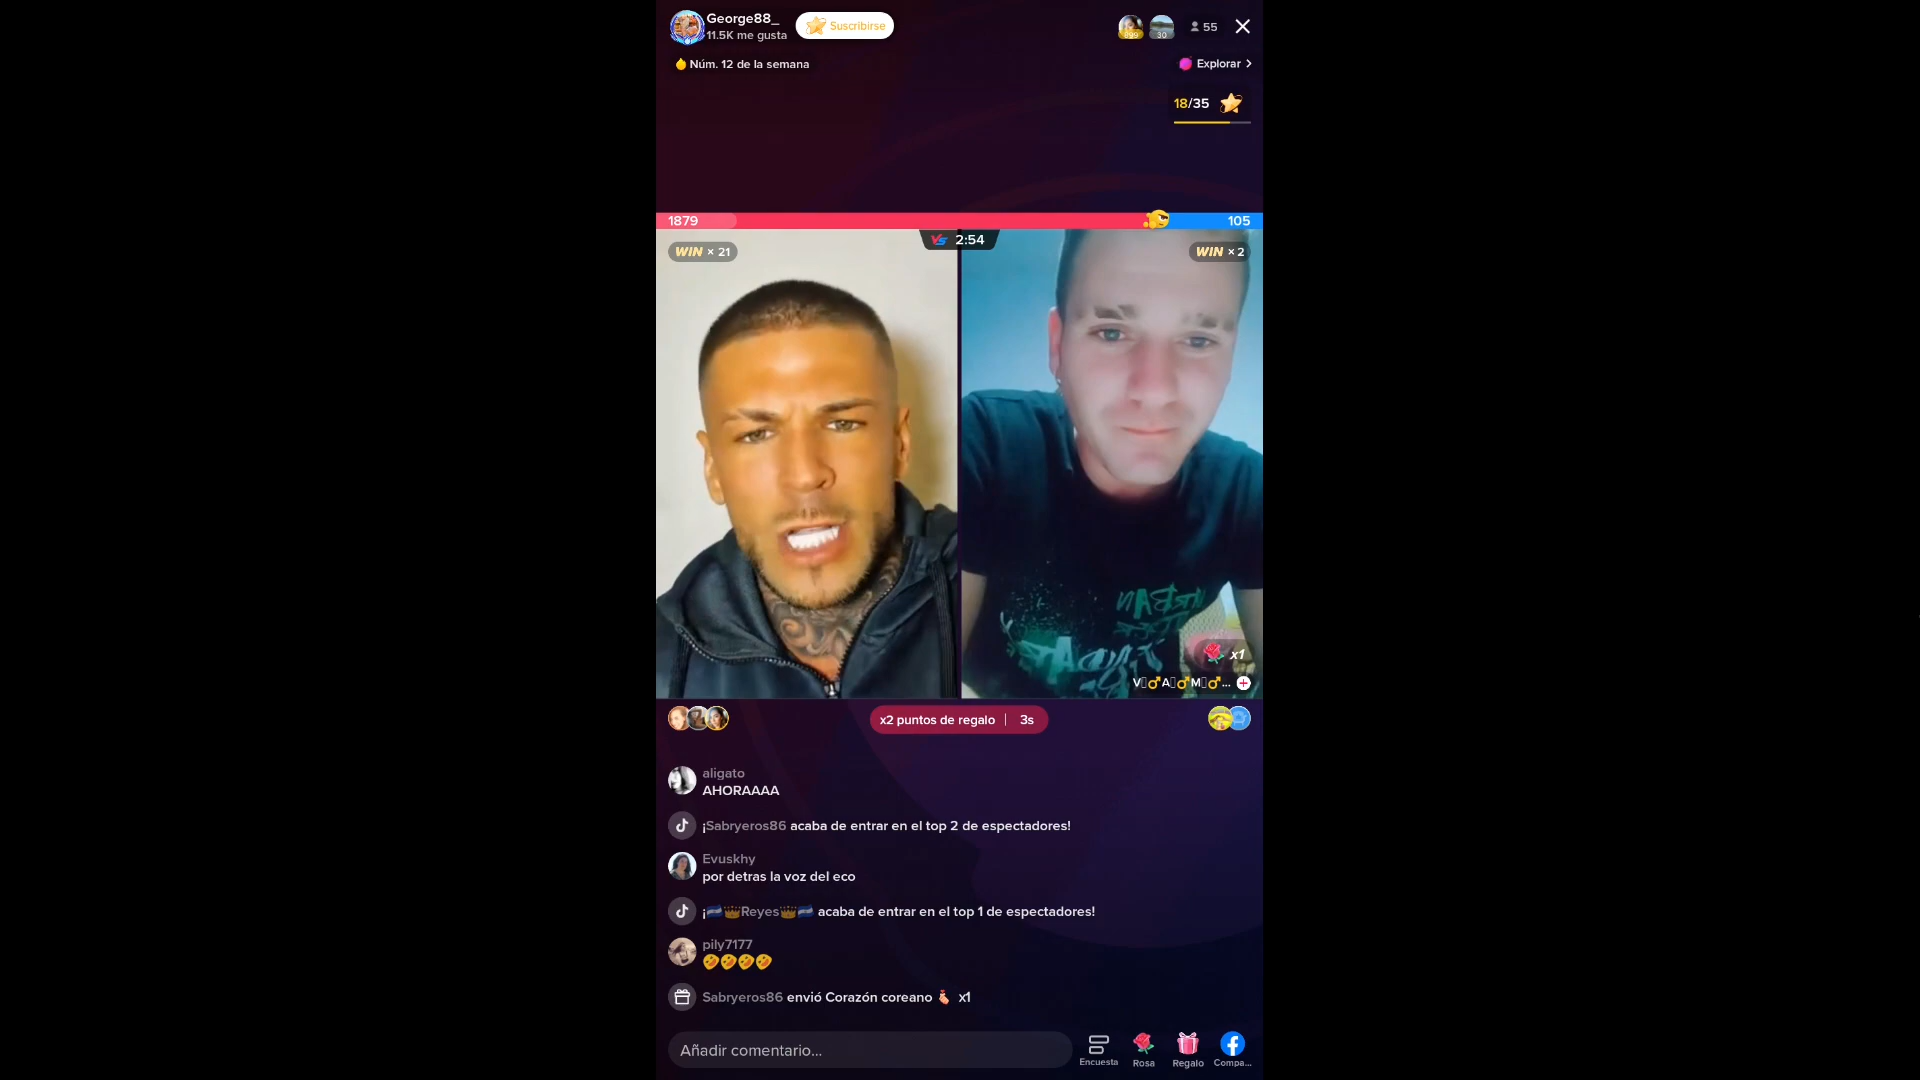 George88_
11.5K me gusta
Suscribirse
899
30
55
Núm. 12 de la semana
Explorar
18/35
1879
105
WIN × 21
VS 2:54
WIN × 2
x1
x2 puntos de regalo | 3s
aligato
AHORAAAA
¡Sabryeros86 acaba de entrar en el top 2 de espectadores!
Evuskhy
por detras la voz del eco
¡Reyes acaba de entrar en el top 1 de espectadores!
pily7177
🤣🤣🤣🤣
Sabryeros86 envió Corazón coreano x1
Añadir comentario...
Encuesta
Rosa
Regalo
Compa...